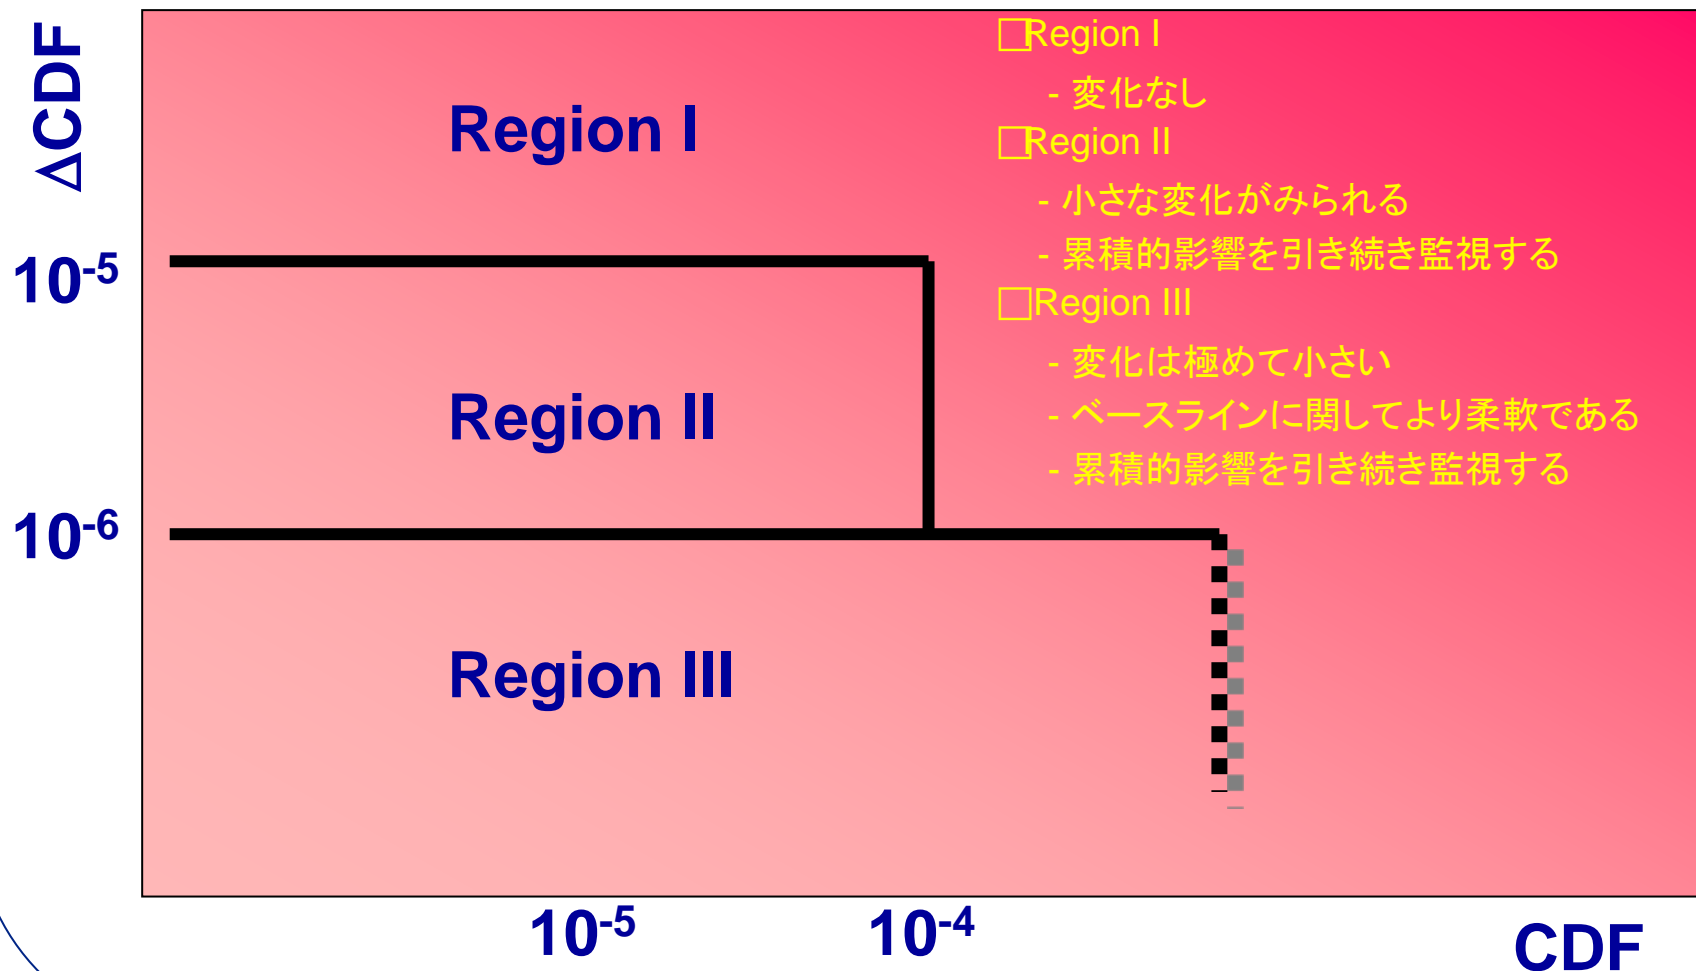 ΔCDF
□Region I
- 変化なし
□Region II
- 小さな変化がみられる
- 累積的影響を引き続き監視する
□Region III
- 変化は極めて小さい
- ベースラインに関してより柔軟である
- 累積的影響を引き続き監視する
Region I
10⁻⁵
Region II
10⁻⁶
Region III
10⁻⁵ 10⁻⁴
CDF